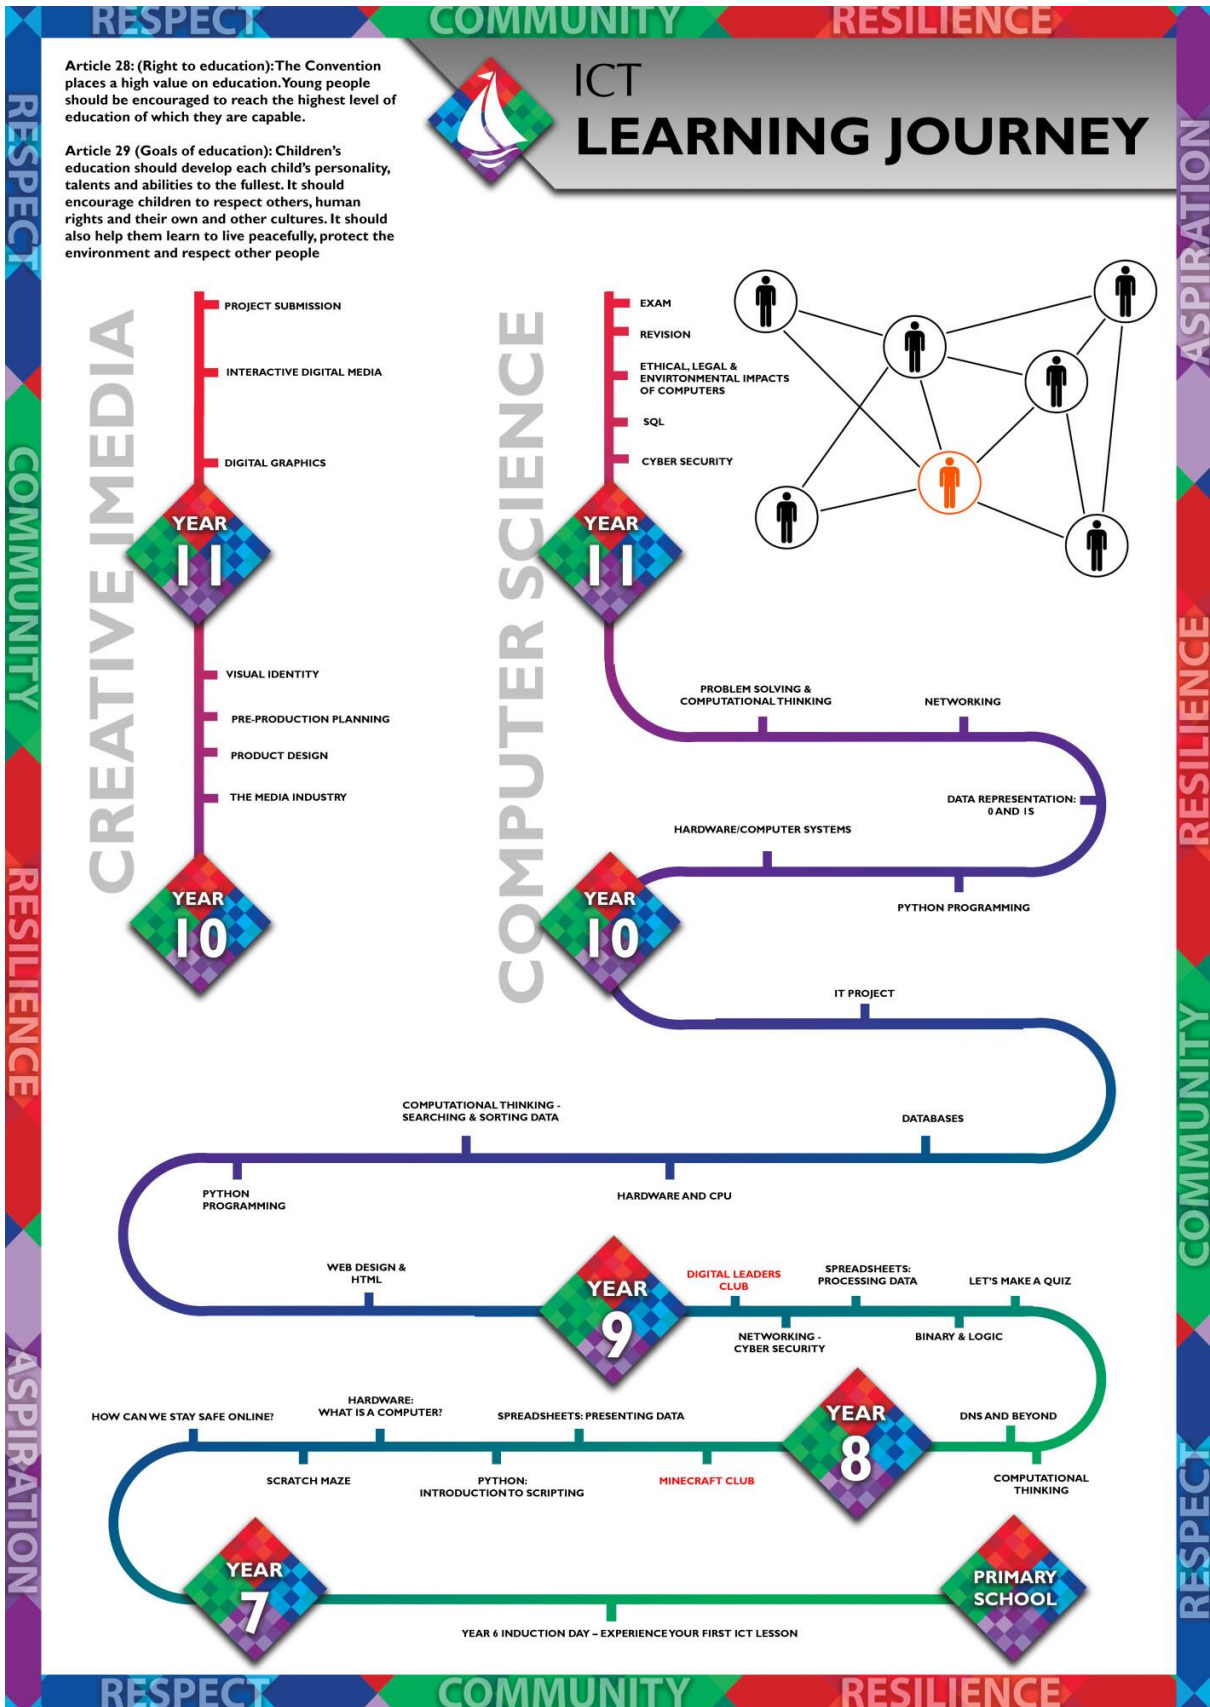 RESPECT
COMMUNITY
RESILIENCE
RESPECT
COMMUNITY
RESILIENCE
ASPIRATION
ASPIRATION
RESILIENCE
COMMUNITY
RESPECT
Article 28: (Right to education): The Convention
places a high value on education. Young people
should be encouraged to reach the highest level of
education of which they are capable.
Article 29 (Goals of education): Children's
education should develop each child's personality,
talents and abilities to the fullest. It should
encourage children to respect others, human
rights and their own and other cultures. It should
also help them learn to live peacefully, protect the
environment and respect other people
ICT
LEARNING JOURNEY
CREATIVE IMEDIA
PROJECT SUBMISSION
INTERACTIVE DIGITAL MEDIA
DIGITAL GRAPHICS
YEAR
11
VISUAL IDENTITY
PRE-PRODUCTION PLANNING
PRODUCT DESIGN
THE MEDIA INDUSTRY
YEAR
10
COMPUTER SCIENCE
EXAM
REVISION
ETHICAL, LEGAL &
ENVIRTONMENTAL IMPACTS
OF COMPUTERS
SQL
CYBER SECURITY
YEAR
11
PROBLEM SOLVING &
COMPUTATIONAL THINKING
NETWORKING
DATA REPRESENTATION:
0 AND 1S
HARDWARE/COMPUTER SYSTEMS
PYTHON PROGRAMMING
YEAR
10
IT PROJECT
COMPUTATIONAL THINKING -
SEARCHING & SORTING DATA
DATABASES
PYTHON
PROGRAMMING
HARDWARE AND CPU
WEB DESIGN &
HTML
YEAR
9
DIGITAL LEADERS
CLUB
SPREADSHEETS:
PROCESSING DATA
LET'S MAKE A QUIZ
NETWORKING -
CYBER SECURITY
BINARY & LOGIC
HOW CAN WE STAY SAFE ONLINE?
HARDWARE:
WHAT IS A COMPUTER?
SPREADSHEETS: PRESENTING DATA
YEAR
8
DNS AND BEYOND
SCRATCH MAZE
PYTHON:
INTRODUCTION TO SCRIPTING
MINECRAFT CLUB
COMPUTATIONAL
THINKING
YEAR
7
PRIMARY
SCHOOL
YEAR 6 INDUCTION DAY – EXPERIENCE YOUR FIRST ICT LESSON
RESPECT
COMMUNITY
RESILIENCE